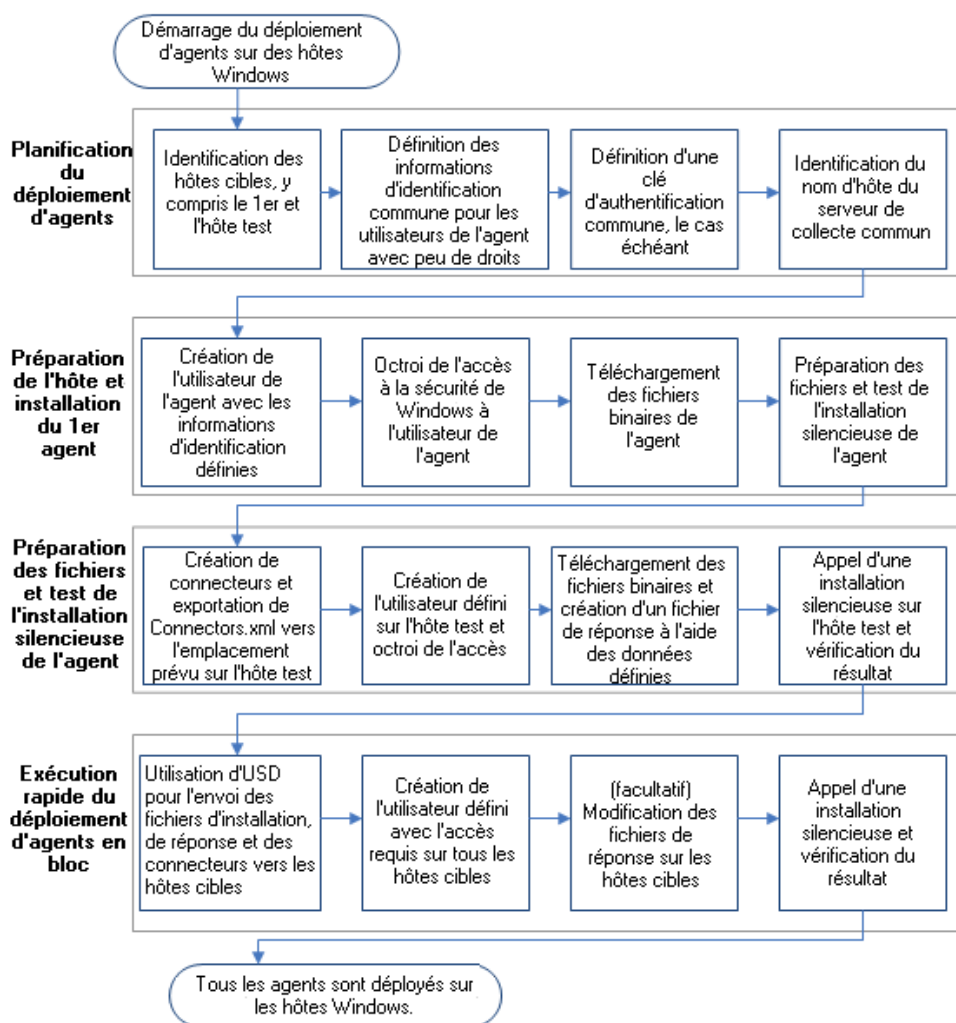 Démarrage du déploiement
d'agents sur des hôtes
Windows
Planification
du
déploiement
d'agents
Identification des
hôtes cibles, y
compris le 1er et
l'hôte test
Définition des
informations
d'identification
commune pour les
utilisateurs de l'agent
avec peu de droits
Définition d'une
clé
d'authentification
commune, le cas
échéant
Identification du
nom d'hôte du
serveur de
collecte commun
Préparation
de l'hôte et
installation
du 1er
agent
Création de
l'utilisateur de
l'agent avec les
informations
d'identification
définies
Octroi de l'accès
à la sécurité de
Windows à
l'utilisateur de
l'agent
Téléchargement
des fichiers
binaires de
l'agent
Préparation des
fichiers et test de
l'installation
silencieuse de
l'agent
Préparation
des fichiers
et test de
l'installation
silencieuse
de l'agent
Création de
connecteurs et
exportation de
Connectors.xml vers
l'emplacement
prévu sur l'hôte test
Création de
l'utilisateur défini
sur l'hôte test et
octroi de l'accès
Téléchargement des
fichiers binaires et
création d'un fichier
de réponse à l'aide
des données
définies
Appel d'une
installation
silencieuse sur
l'hôte test et
vérification du
résultat
Exécution
rapide du
déploiement
d'agents en
bloc
Utilisation d'USD
pour l'envoi des
fichiers d'installation,
de réponse et des
connecteurs vers les
hôtes cibles
Création de
l'utilisateur défini
avec l'accès
requis sur tous les
hôtes cibles
(facultatif)
Modification des
fichiers de
réponse sur les
hôtes cibles
Appel d'une
installation
silencieuse et
vérification du
résultat
Tous les agents sont déployés sur
les hôtes Windows.